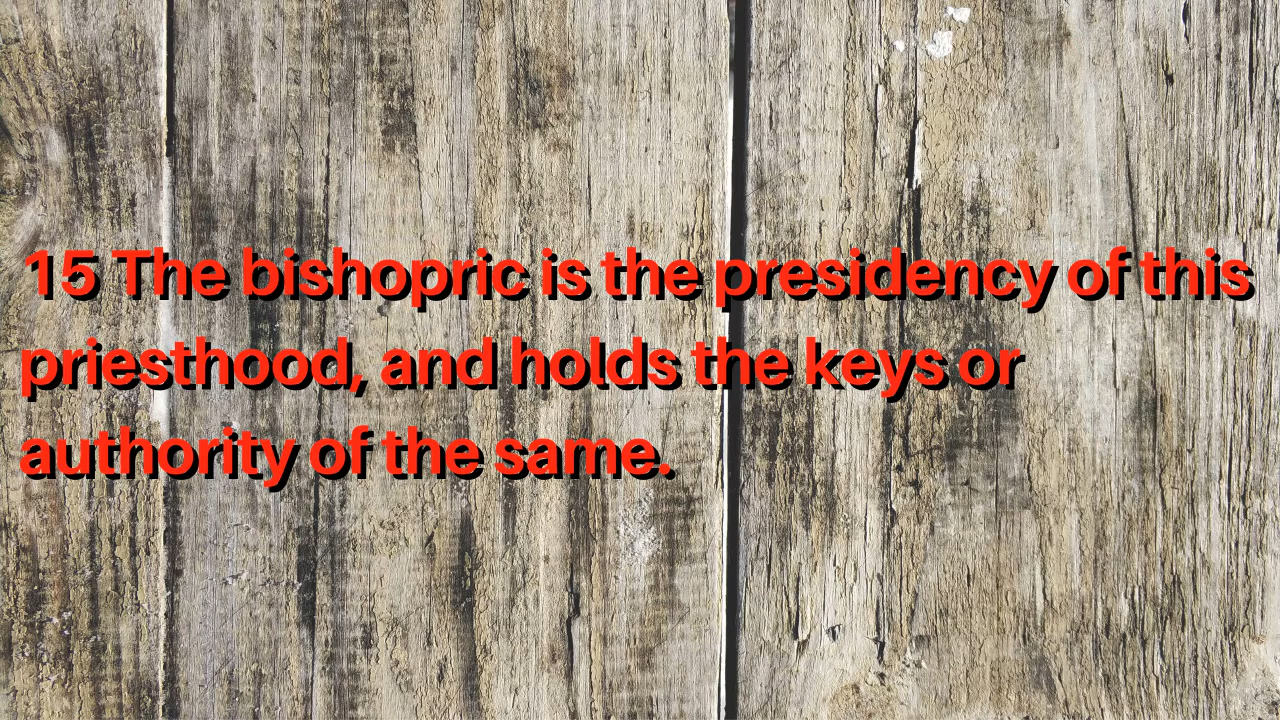 15 The bishopric is the presidency of this
priesthood, and holds the keys or
authority of the same.